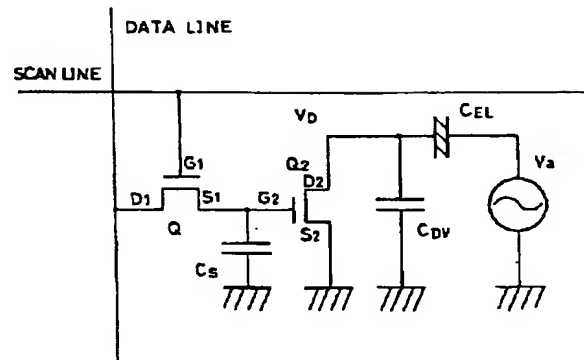 DATA LINE
SCAN LINE
VD
CEL
G1
Q2
D2
Va
D1
S1
G2
S2
Q
CDV
CS